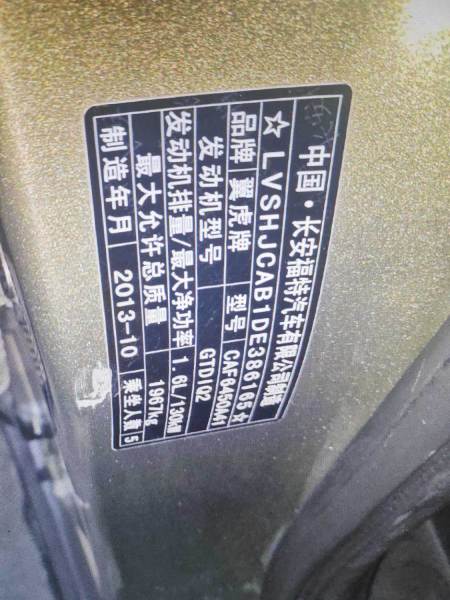 中国·长安福特汽车有限公司制造
☆LVSHJCAB1DE386165☆
品牌 翼虎牌 型号 CAF6450A41
发动机型号 GTDIQ2
发动机排量/最大净功率 1.6L/130kW
最大允许总质量 1967kg
制造年月 2013-10 乘坐人数 5